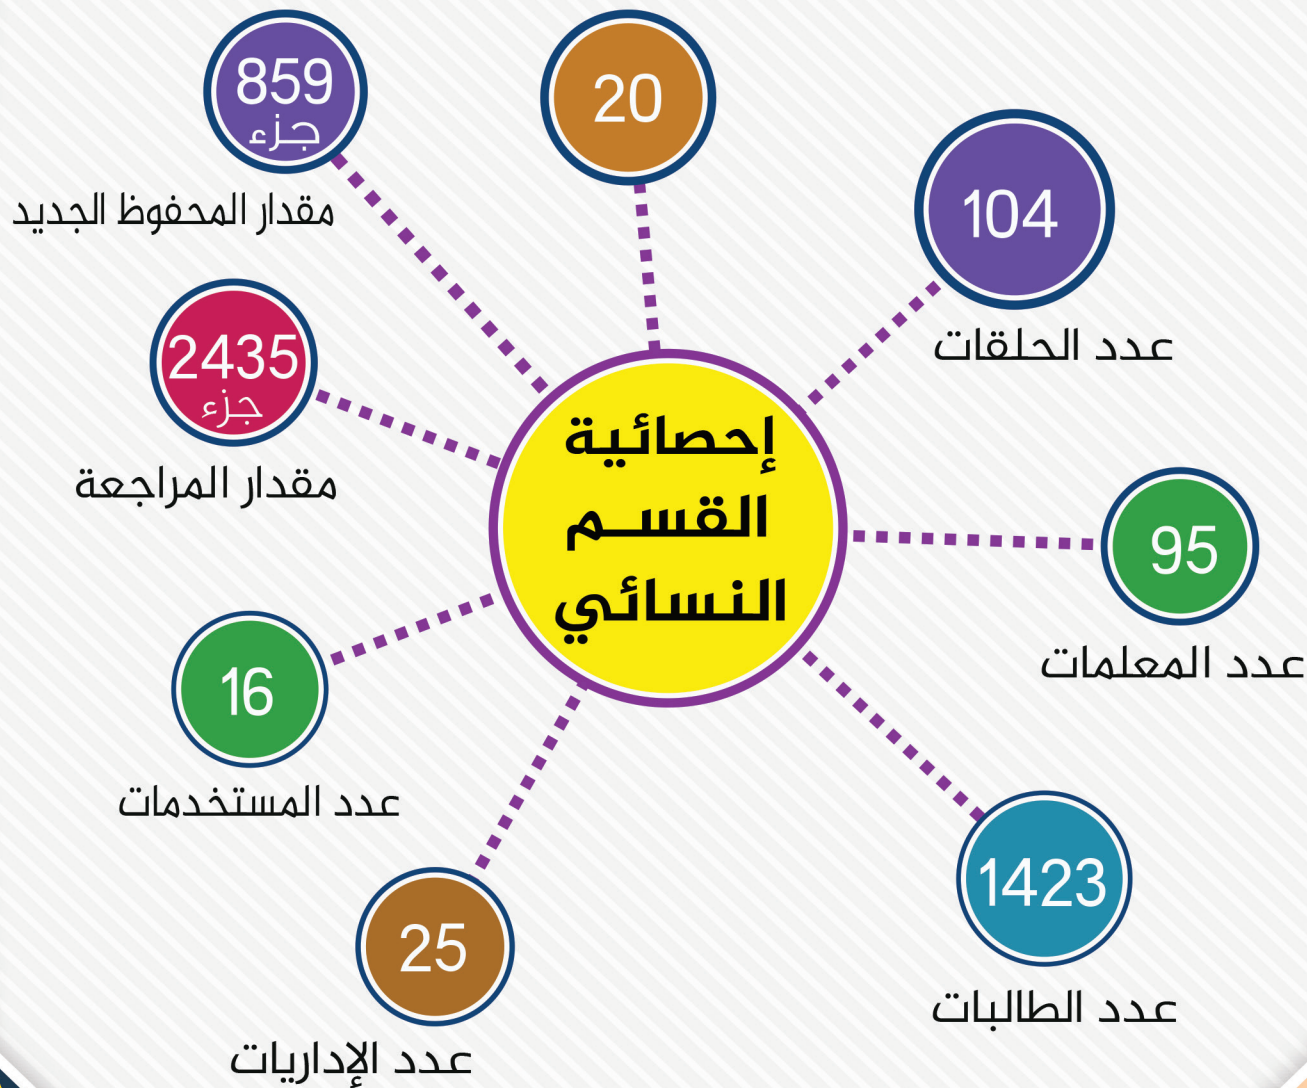 إحصائية
القســم
النسائي
20
104
عدد الحلقات
95
عدد المعلمات
1423
عدد الطالبات
25
عدد الإداريات
16
عدد المستخدمات
2435
جزء
مقدار المراجعة
859
جزء
مقدار المحفوظ الجديد